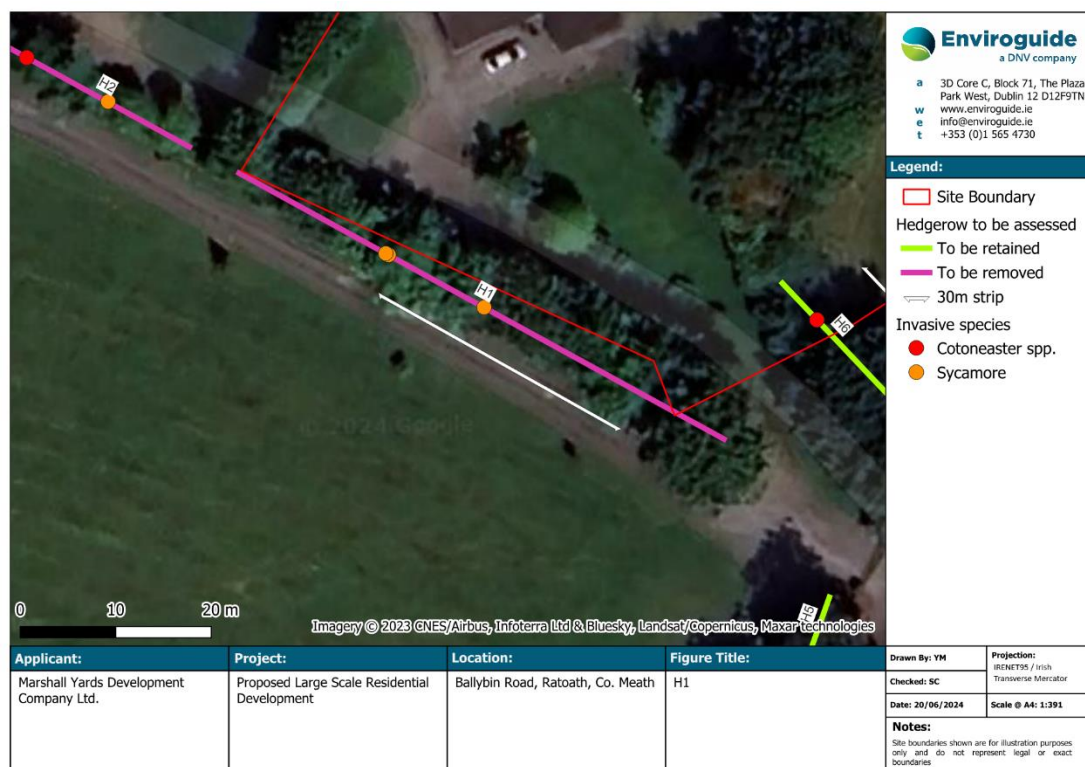 H2
H1
H6
H5
© 2024 Google
0 10 20 m
Imagery © 2023 CNES/Airbus, Infoterra Ltd & Bluesky, Landsat/Copernicus, Maxar technologies
Enviroguide
a DNV company
a 3D Core C, Block 71, The Plaza
Park West, Dublin 12 D12F9TN
w www.enviroguide.ie
e info@enviroguide.ie
t +353 (0)1 565 4730
Legend:
Site Boundary
Hedgerow to be assessed
To be retained
To be removed
30m strip
Invasive species
Cotoneaster spp.
Sycamore
Applicant:
Marshall Yards Development
Company Ltd.
Project:
Proposed Large Scale Residential
Development
Location:
Ballybin Road, Ratoath, Co. Meath
Figure Title:
H1
Drawn By: YM
Checked: SC
Date: 20/06/2024
Projection:
IRENET95 / Irish
Transverse Mercator
Scale @ A4: 1:391
Notes:
Site boundaries shown are for illustration purposes
only and do not represent legal or exact
boundaries